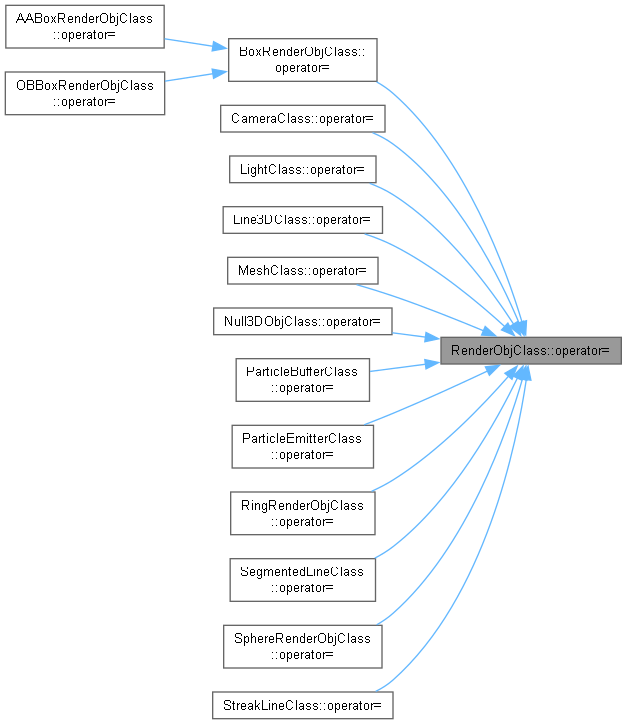 AABoxRenderObjClass
::operator=
OBBoxRenderObjClass
::operator=
BoxRenderObjClass::
operator=
CameraClass::operator=
LightClass::operator=
Line3DClass::operator=
MeshClass::operator=
Null3DObjClass::operator=
RenderObjClass::operator=
ParticleBufferClass
::operator=
ParticleEmitterClass
::operator=
RingRenderObjClass
::operator=
SegmentedLineClass
::operator=
SphereRenderObjClass
::operator=
StreakLineClass::operator=